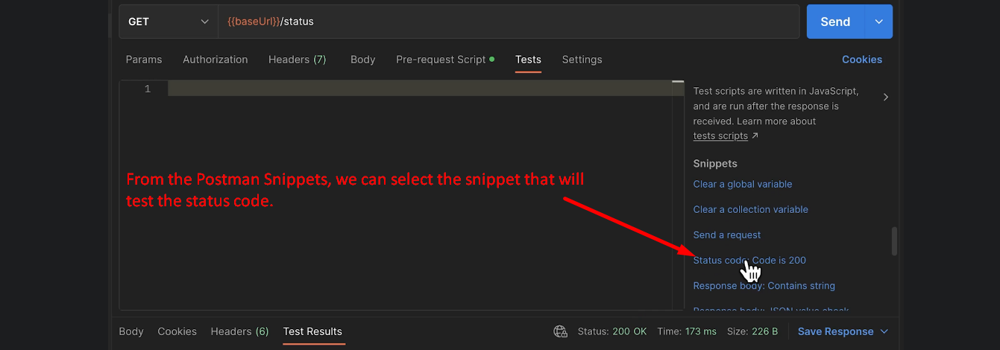 GET {{baseUrl}}/status Send
Params Authorization Headers (7) Body Pre-request Script Tests Settings Cookies
1
Test scripts are written in JavaScript,
and are run after the response is
received. Learn more about
tests scripts ↗
Snippets
Clear a global variable
Clear a collection variable
Send a request
Status code: Code is 200
Response body: Contains string
Response body: JSON value check
From the Postman Snippets, we can select the snippet that will
test the status code.
Body Cookies Headers (6) Test Results Status: 200 OK Time: 173 ms Size: 226 B Save Response